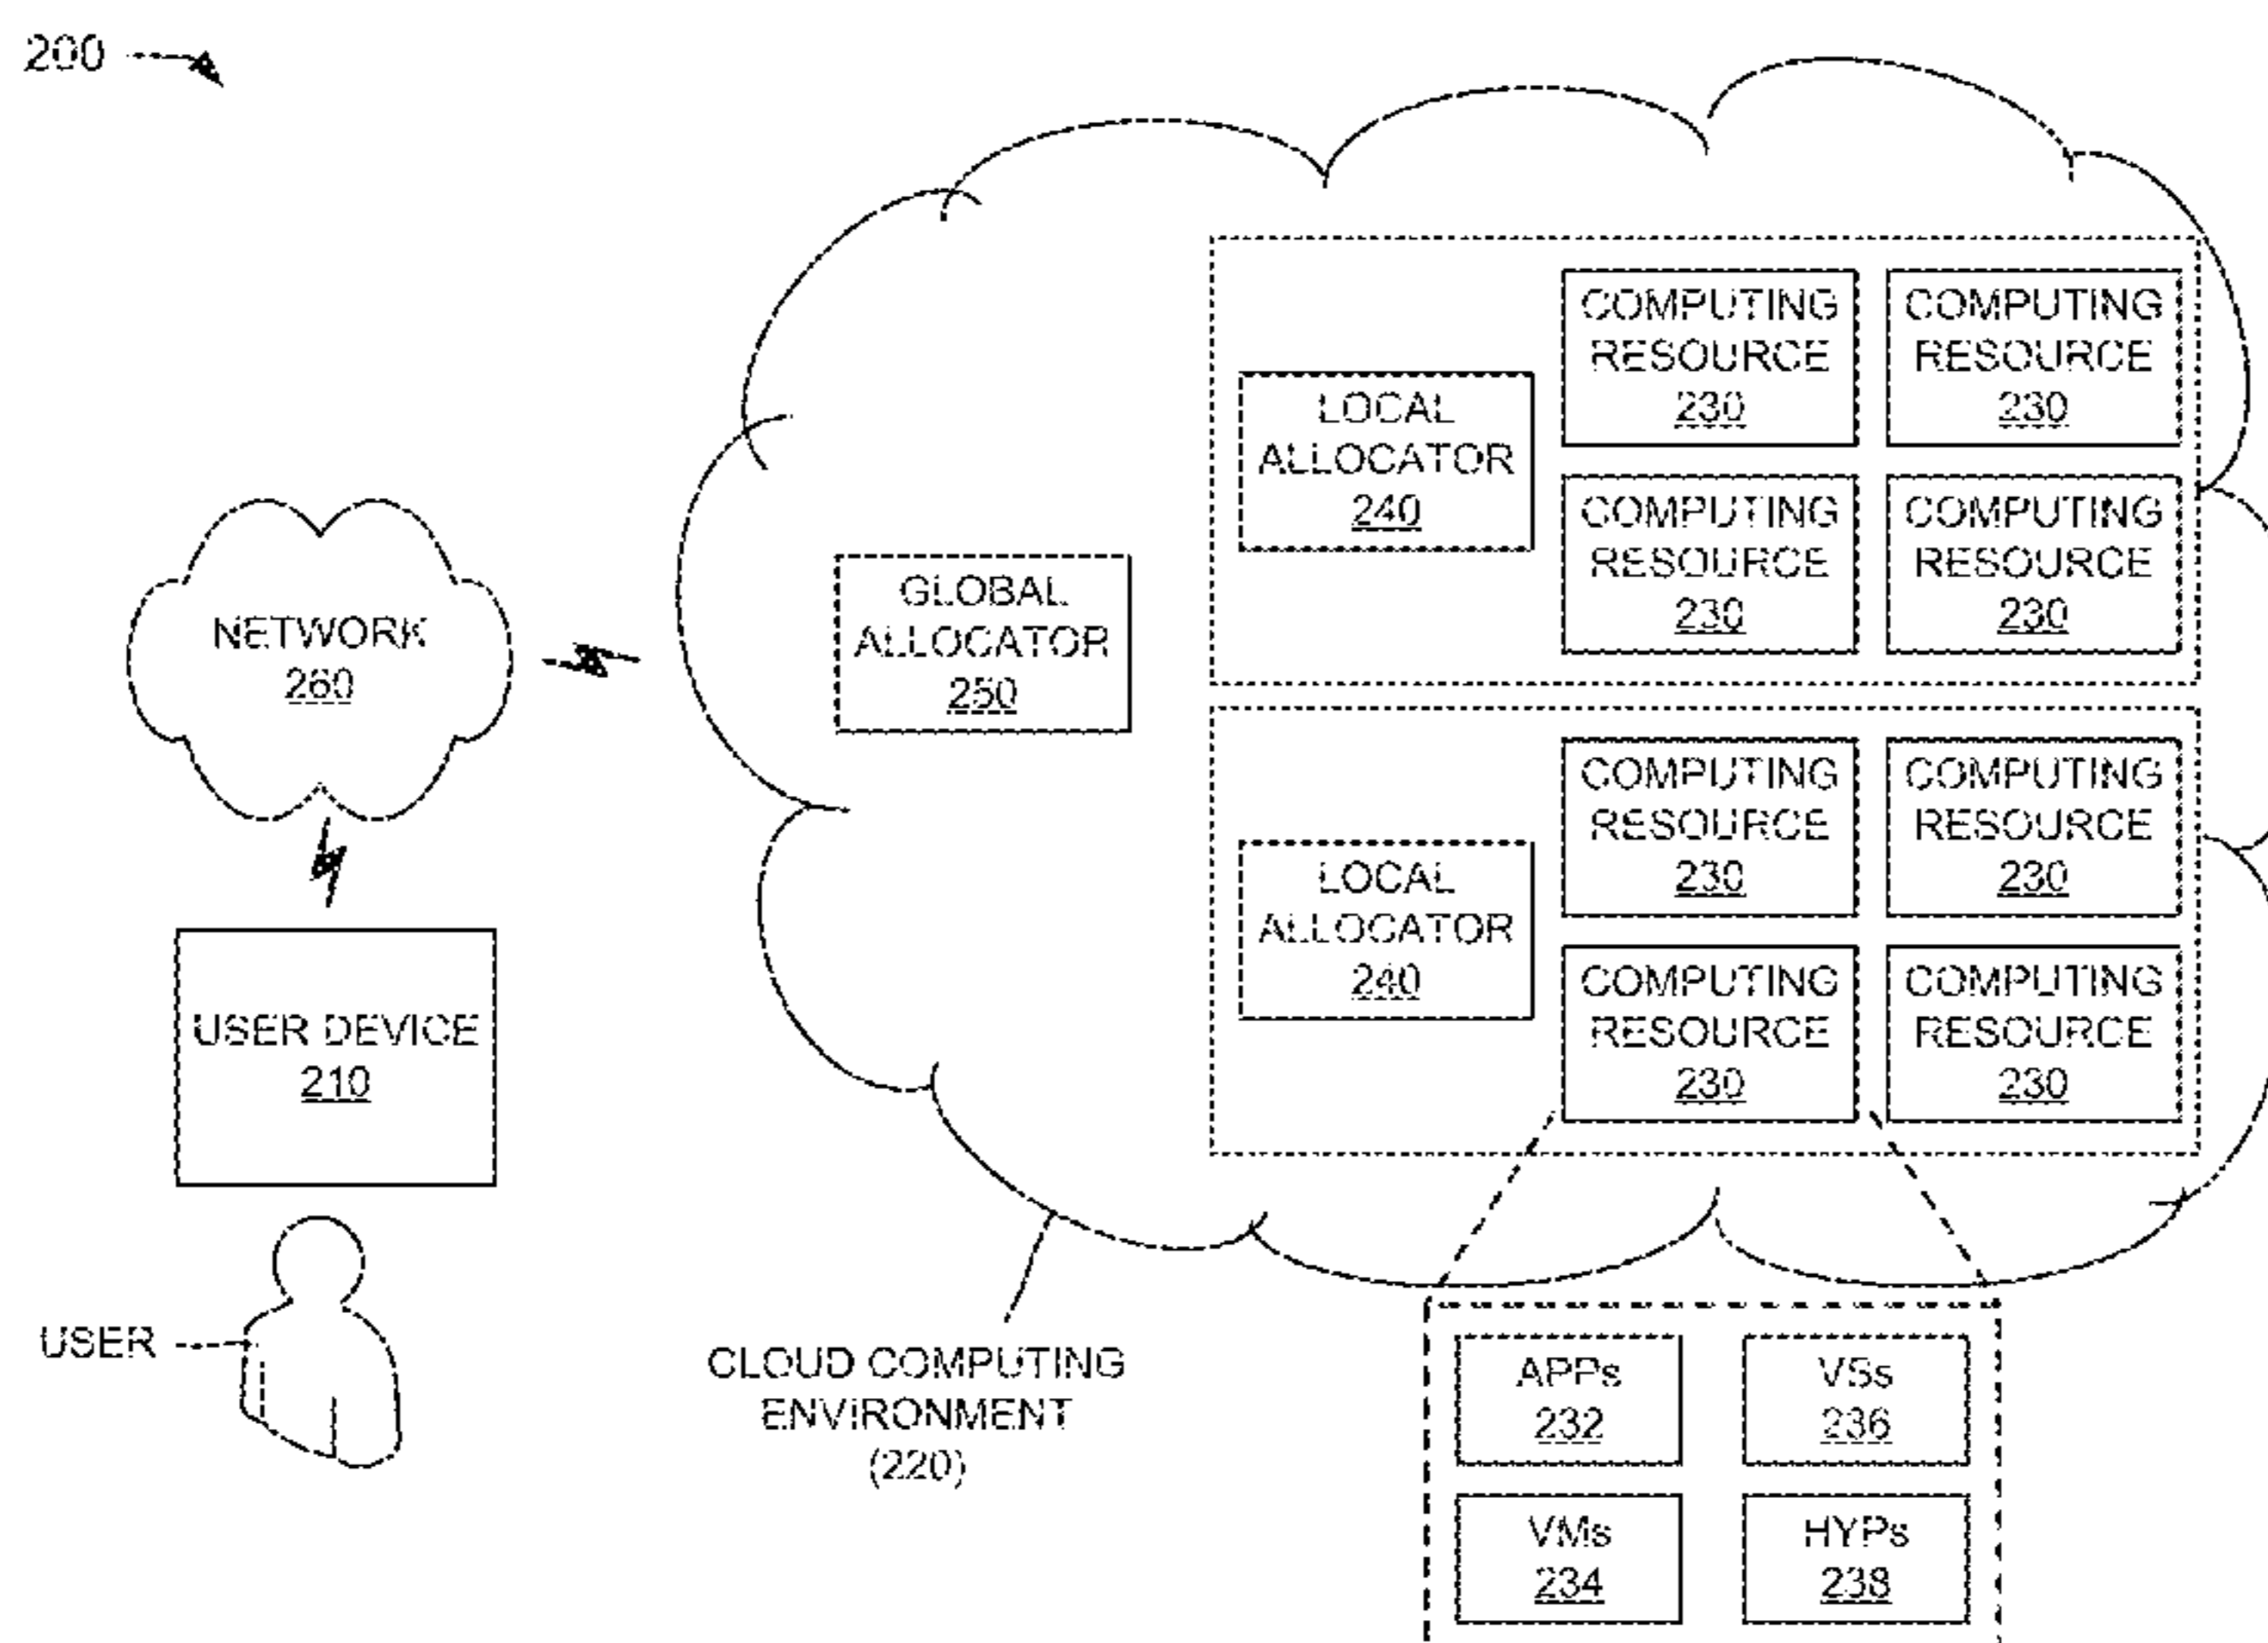 200
COMPUTING
RESOURCE
230
COMPUTING
RESOURCE
230
LOCAL
ALLOCATOR
240
COMPUTING
RESOURCE
230
COMPUTING
RESOURCE
230
GLOBAL
ALLOCATOR
250
NETWORK
260
COMPUTING
RESOURCE
230
COMPUTING
RESOURCE
230
LOCAL
ALLOCATOR
240
COMPUTING
RESOURCE
230
COMPUTING
RESOURCE
230
USER DEVICE
210
USER
CLOUD COMPUTING
ENVIRONMENT
(220)
APPs
232
VSs
236
VMs
234
HYPs
238